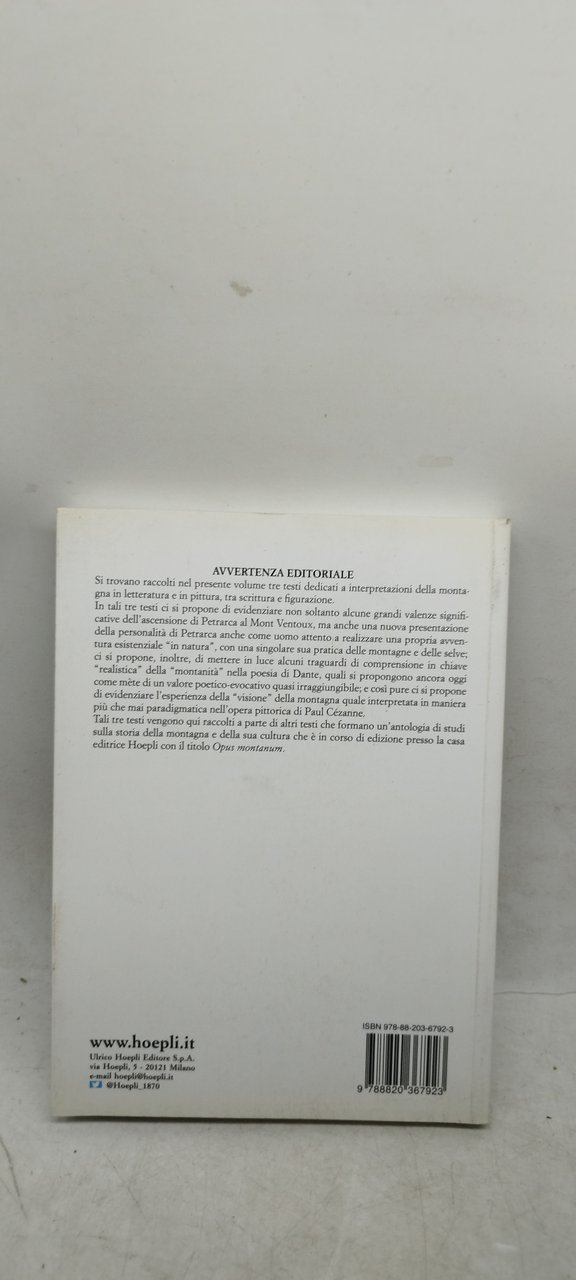 AVVERTENZA EDITORIALE
Si trovano raccolti nel presente volume tre testi dedicati a interpretazioni della monta-
gna in letteratura e in pittura, tra scrittura e figurazione.
In tali tre testi ci si propone di evidenziare non soltanto alcune grandi valenze signifi-
cative dell'ascensione di Petrarca al Mont Ventoux, ma anche una nuova presentazione
della personalità di Petrarca anche come uomo attento a realizzare una propria avven-
tura esistenziale "in natura", con una singolare sua pratica delle montagne e delle selve;
ci si propone, inoltre, di mettere in luce alcuni traguardi di comprensione in chiave
"realistica" della "montanità" nella poesia di Dante, quali si propongono ancora oggi
come mète di un valore poetico-evocativo quasi irraggiungibile; e così pure ci si propone
di evidenziare l'esperienza della "visione" della montagna quale interpretata in maniera
più che mai paradigmatica nell'opera pittorica di Paul Cézanne.
Tali tre testi vengono qui raccolti a parte di altri testi che formano un'antologia di studi
sulla storia della montagna e della sua cultura che è in corso di edizione presso la casa
editrice Hoepli con il titolo Opus montanum.
www.hoepli.it
Ulrico Hoepli Editore S.p.A.
via Hoepli, 5 - 20121 Milano
e-mail hoepli@hoepli.it
@Hoepli_1870
ISBN 978-88-203-6792-3
9 788820 367923